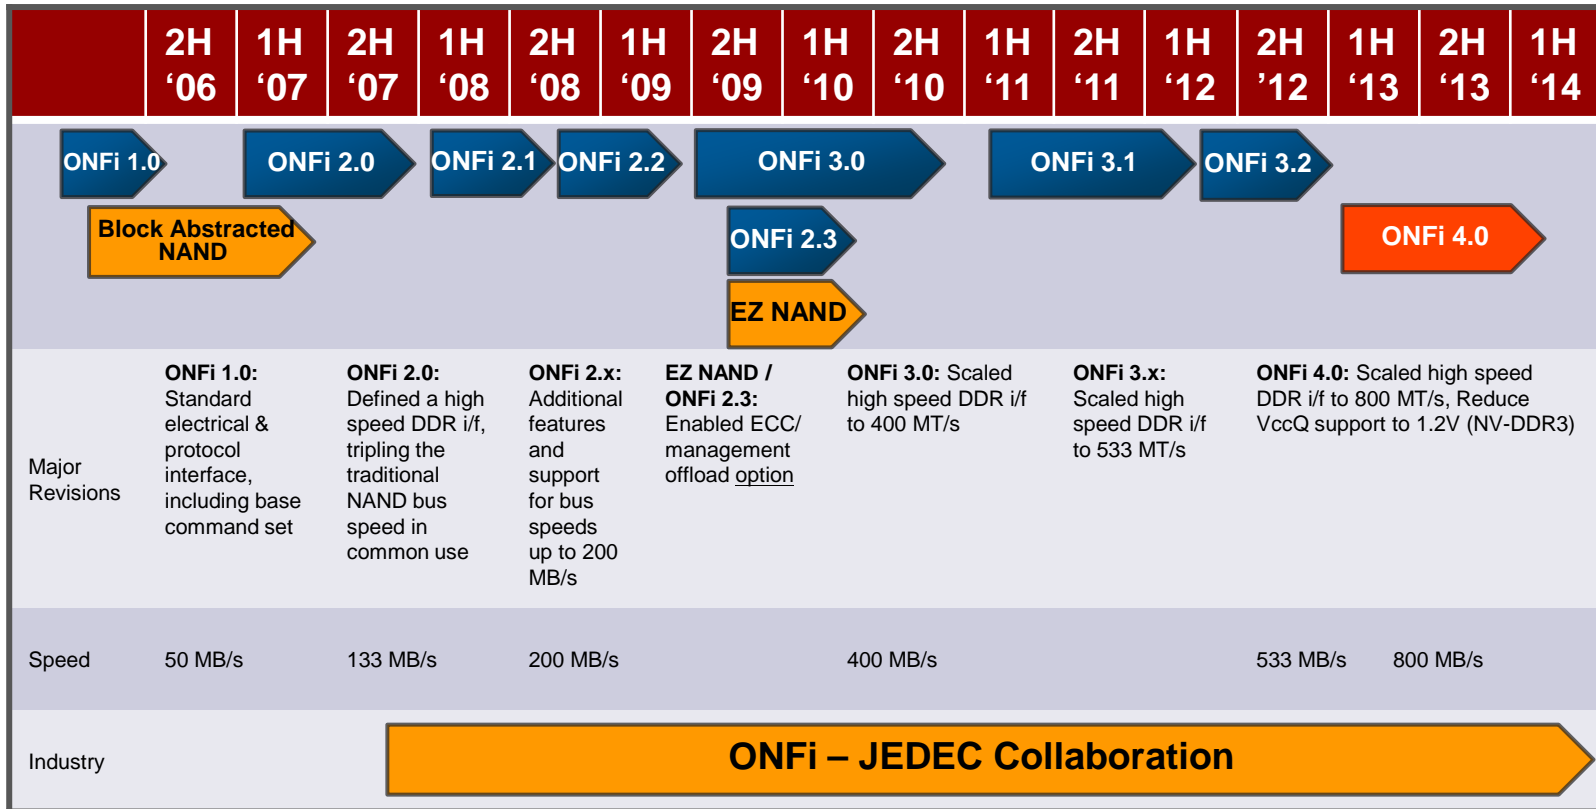 2H 1H 2H 1H 2H 1H 2H 1H 2H 1H 2H 1H 2H 1H 2H 1H
‘06 ‘07 ‘07 ‘08 ‘08 ‘09 ‘09 ‘10 ‘10 ‘11 ‘11 ‘12 ’12 ‘13 ‘13 ‘14
ONFi 1.0 ONFi 2.0 ONFi 2.1 ONFi 2.2 ONFi 3.0 ONFi 3.1 ONFi 3.2
Block Abstracted
NAND
ONFi 2.3
ONFi 4.0
EZ NAND
Major
Revisions
ONFi 1.0:
Standard
electrical &
protocol
interface,
including base
command set
ONFi 2.0:
Defined a high
speed DDR i/f,
tripling the
traditional
NAND bus
speed in
common use
ONFi 2.x:
Additional
features
and
support
for bus
speeds
up to 200
MB/s
EZ NAND /
ONFi 2.3:
Enabled ECC/
management
offload option
ONFi 3.0: Scaled
high speed DDR i/f
to 400 MT/s
ONFi 3.x:
Scaled high
speed DDR i/f
to 533 MT/s
ONFi 4.0: Scaled high speed
DDR i/f to 800 MT/s, Reduce
VccQ support to 1.2V (NV-DDR3)
Speed 50 MB/s 133 MB/s 200 MB/s 400 MB/s 533 MB/s 800 MB/s
Industry
ONFi – JEDEC Collaboration